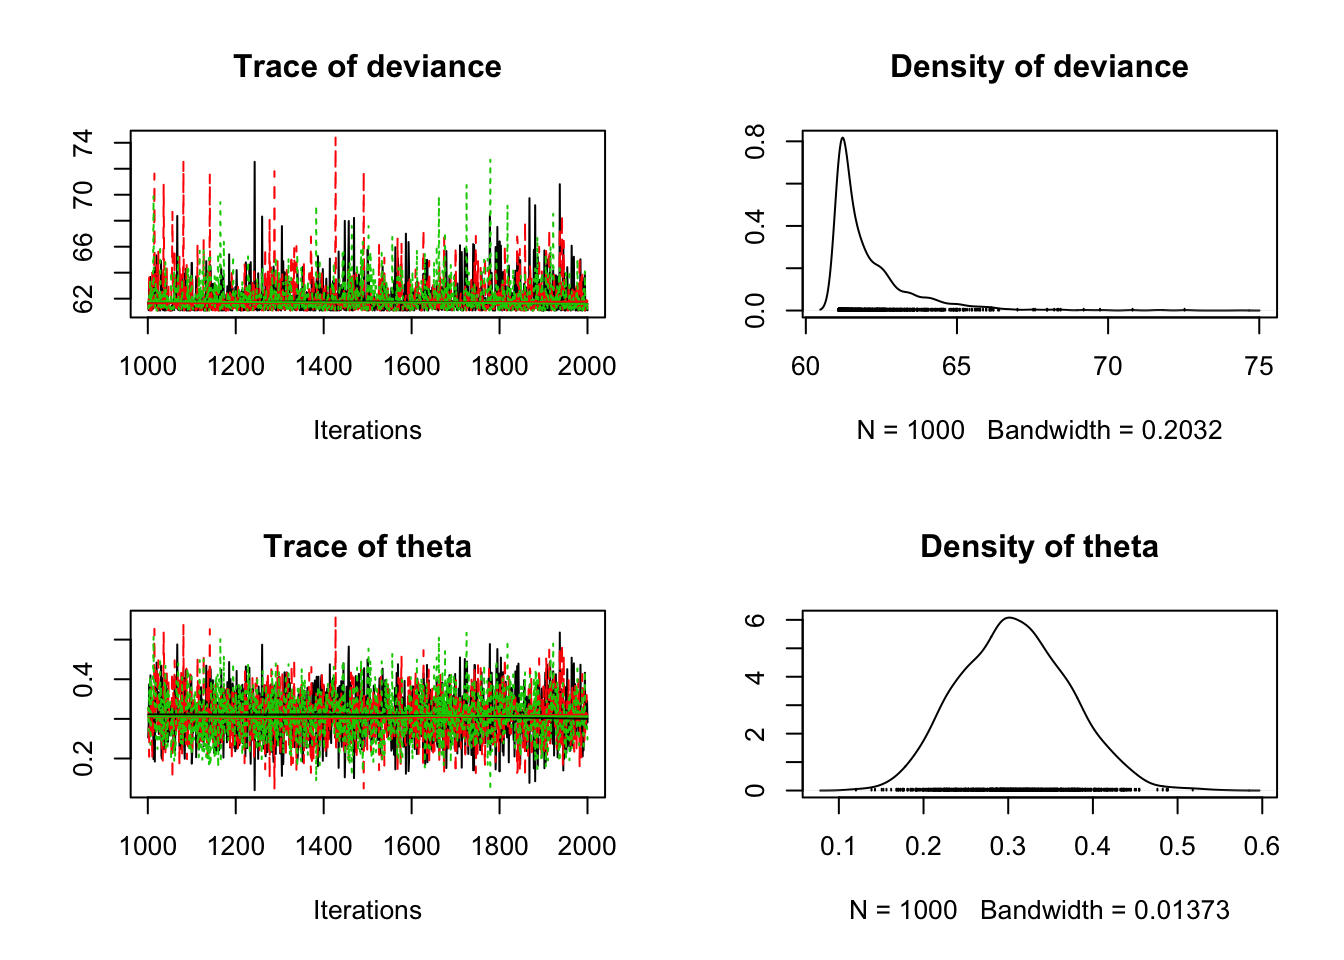 Trace of deviance
74
70
66
62
1000 1200 1400 1600 1800 2000
Iterations
Density of deviance
0.8
0.4
0.0
60 65 70 75
N = 1000 Bandwidth = 0.2032
Trace of theta
0.4
0.2
1000 1200 1400 1600 1800 2000
Iterations
Density of theta
6
4
2
0
0.1 0.2 0.3 0.4 0.5 0.6
N = 1000 Bandwidth = 0.01373